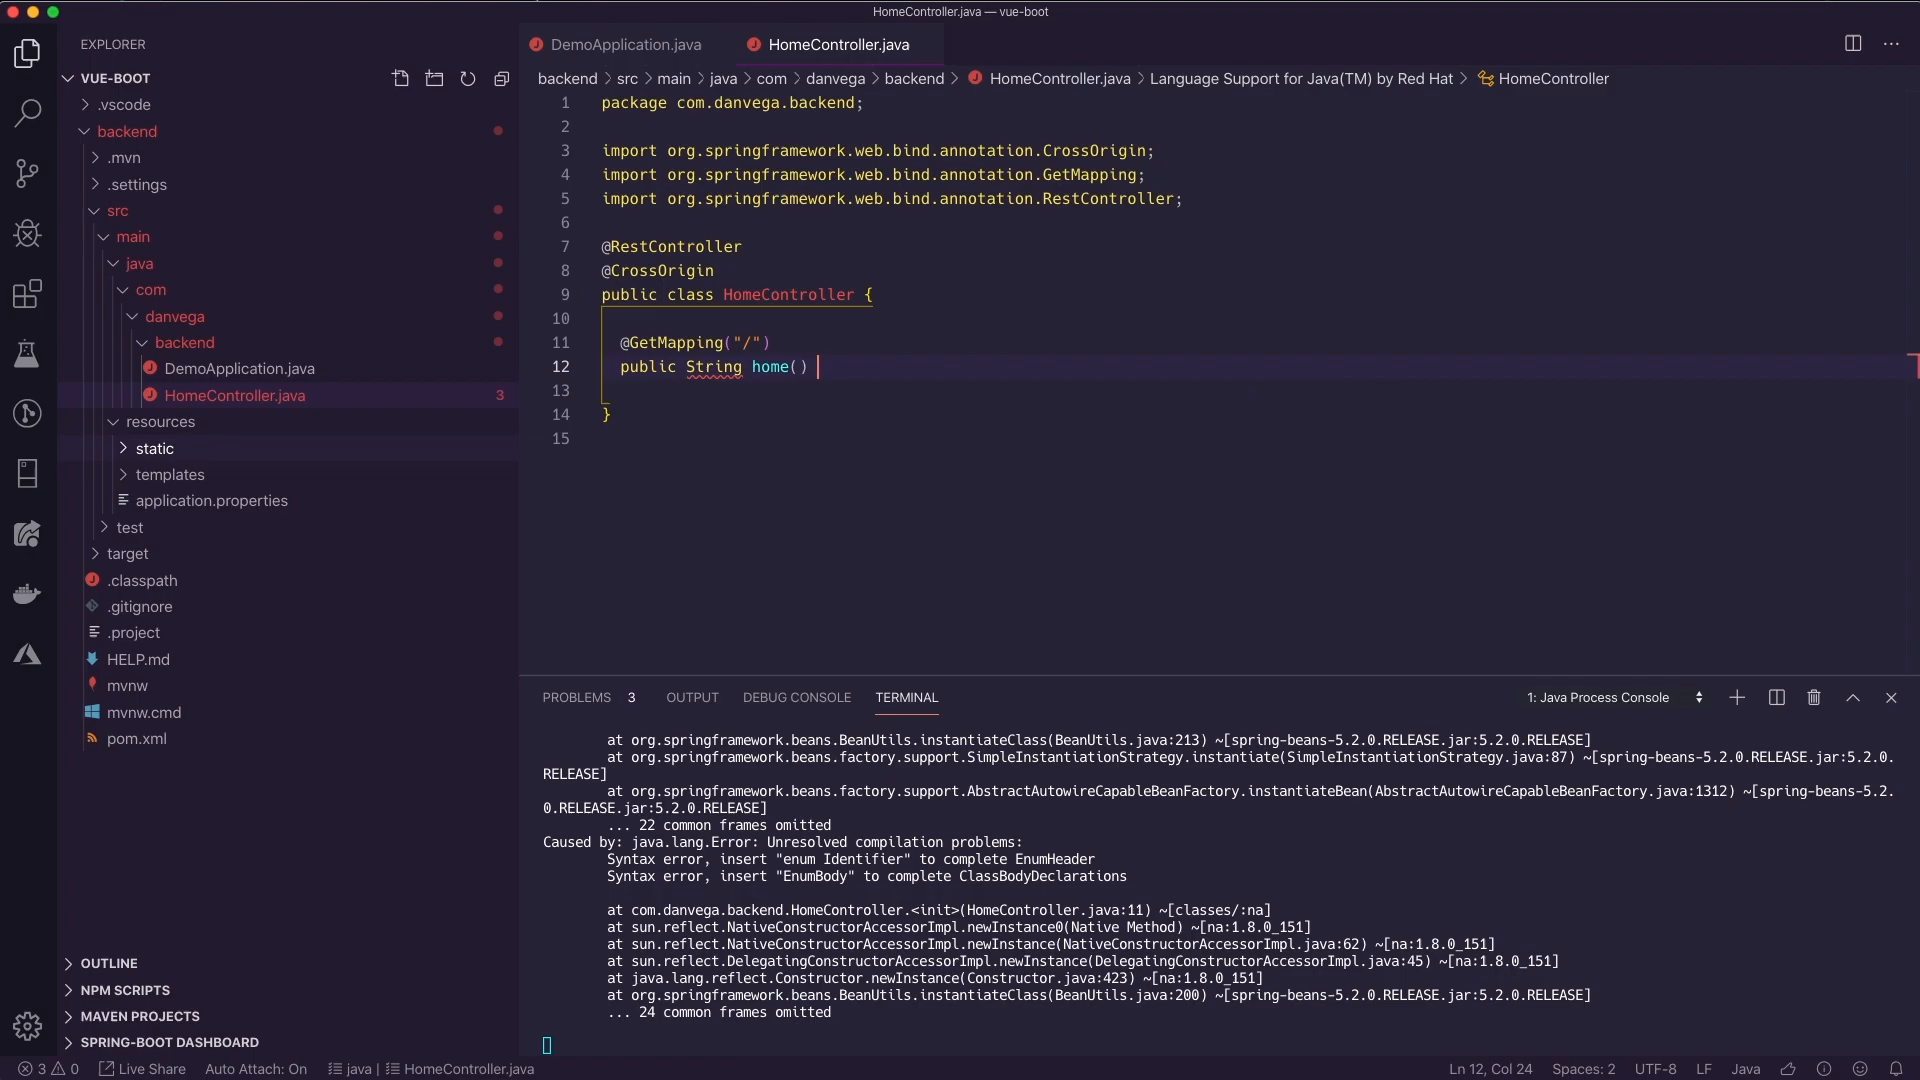 HomeController.java — vue-boot
EXPLORER
VUE-BOOT
.vscode
backend
.mvn
.settings
src
main
java
com
danvega
backend
DemoApplication.java
HomeController.java 3
resources
static
templates
application.properties
test
target
.classpath
.gitignore
.project
HELP.md
mvnw
mvnw.cmd
pom.xml
OUTLINE
NPM SCRIPTS
MAVEN PROJECTS
SPRING-BOOT DASHBOARD
DemoApplication.java HomeController.java
backend > src > main > java > com > danvega > backend > HomeController.java > Language Support for Java(TM) by Red Hat > HomeController
1 package com.danvega.backend;
2
3 import org.springframework.web.bind.annotation.CrossOrigin;
4 import org.springframework.web.bind.annotation.GetMapping;
5 import org.springframework.web.bind.annotation.RestController;
6
7 @RestController
8 @CrossOrigin
9 public class HomeController {
10
11 @GetMapping("/")
12 public String home()
13
14 }
15
PROBLEMS 3 OUTPUT DEBUG CONSOLE TERMINAL 1: Java Process Console
at org.springframework.beans.BeanUtils.instantiateClass(BeanUtils.java:213) ~[spring-beans-5.2.0.RELEASE.jar:5.2.0.RELEASE]
at org.springframework.beans.factory.support.SimpleInstantiationStrategy.instantiate(SimpleInstantiationStrategy.java:87) ~[spring-beans-5.2.0.RELEASE.jar:5.2.0.
RELEASE]
at org.springframework.beans.factory.support.AbstractAutowireCapableBeanFactory.instantiateBean(AbstractAutowireCapableBeanFactory.java:1312) ~[spring-beans-5.2.
0.RELEASE.jar:5.2.0.RELEASE]
... 22 common frames omitted
Caused by: java.lang.Error: Unresolved compilation problems:
Syntax error, insert "enum Identifier" to complete EnumHeader
Syntax error, insert "EnumBody" to complete ClassBodyDeclarations
at com.danvega.backend.HomeController.<init>(HomeController.java:11) ~[classes/:na]
at sun.reflect.NativeConstructorAccessorImpl.newInstance0(Native Method) ~[na:1.8.0_151]
at sun.reflect.NativeConstructorAccessorImpl.newInstance(NativeConstructorAccessorImpl.java:62) ~[na:1.8.0_151]
at sun.reflect.DelegatingConstructorAccessorImpl.newInstance(DelegatingConstructorAccessorImpl.java:45) ~[na:1.8.0_151]
at java.lang.reflect.Constructor.newInstance(Constructor.java:423) ~[na:1.8.0_151]
at org.springframework.beans.BeanUtils.instantiateClass(BeanUtils.java:200) ~[spring-beans-5.2.0.RELEASE.jar:5.2.0.RELEASE]
... 24 common frames omitted
3 0 Live Share Auto Attach: On java | HomeController.java Ln 12, Col 24 Spaces: 2 UTF-8 LF Java